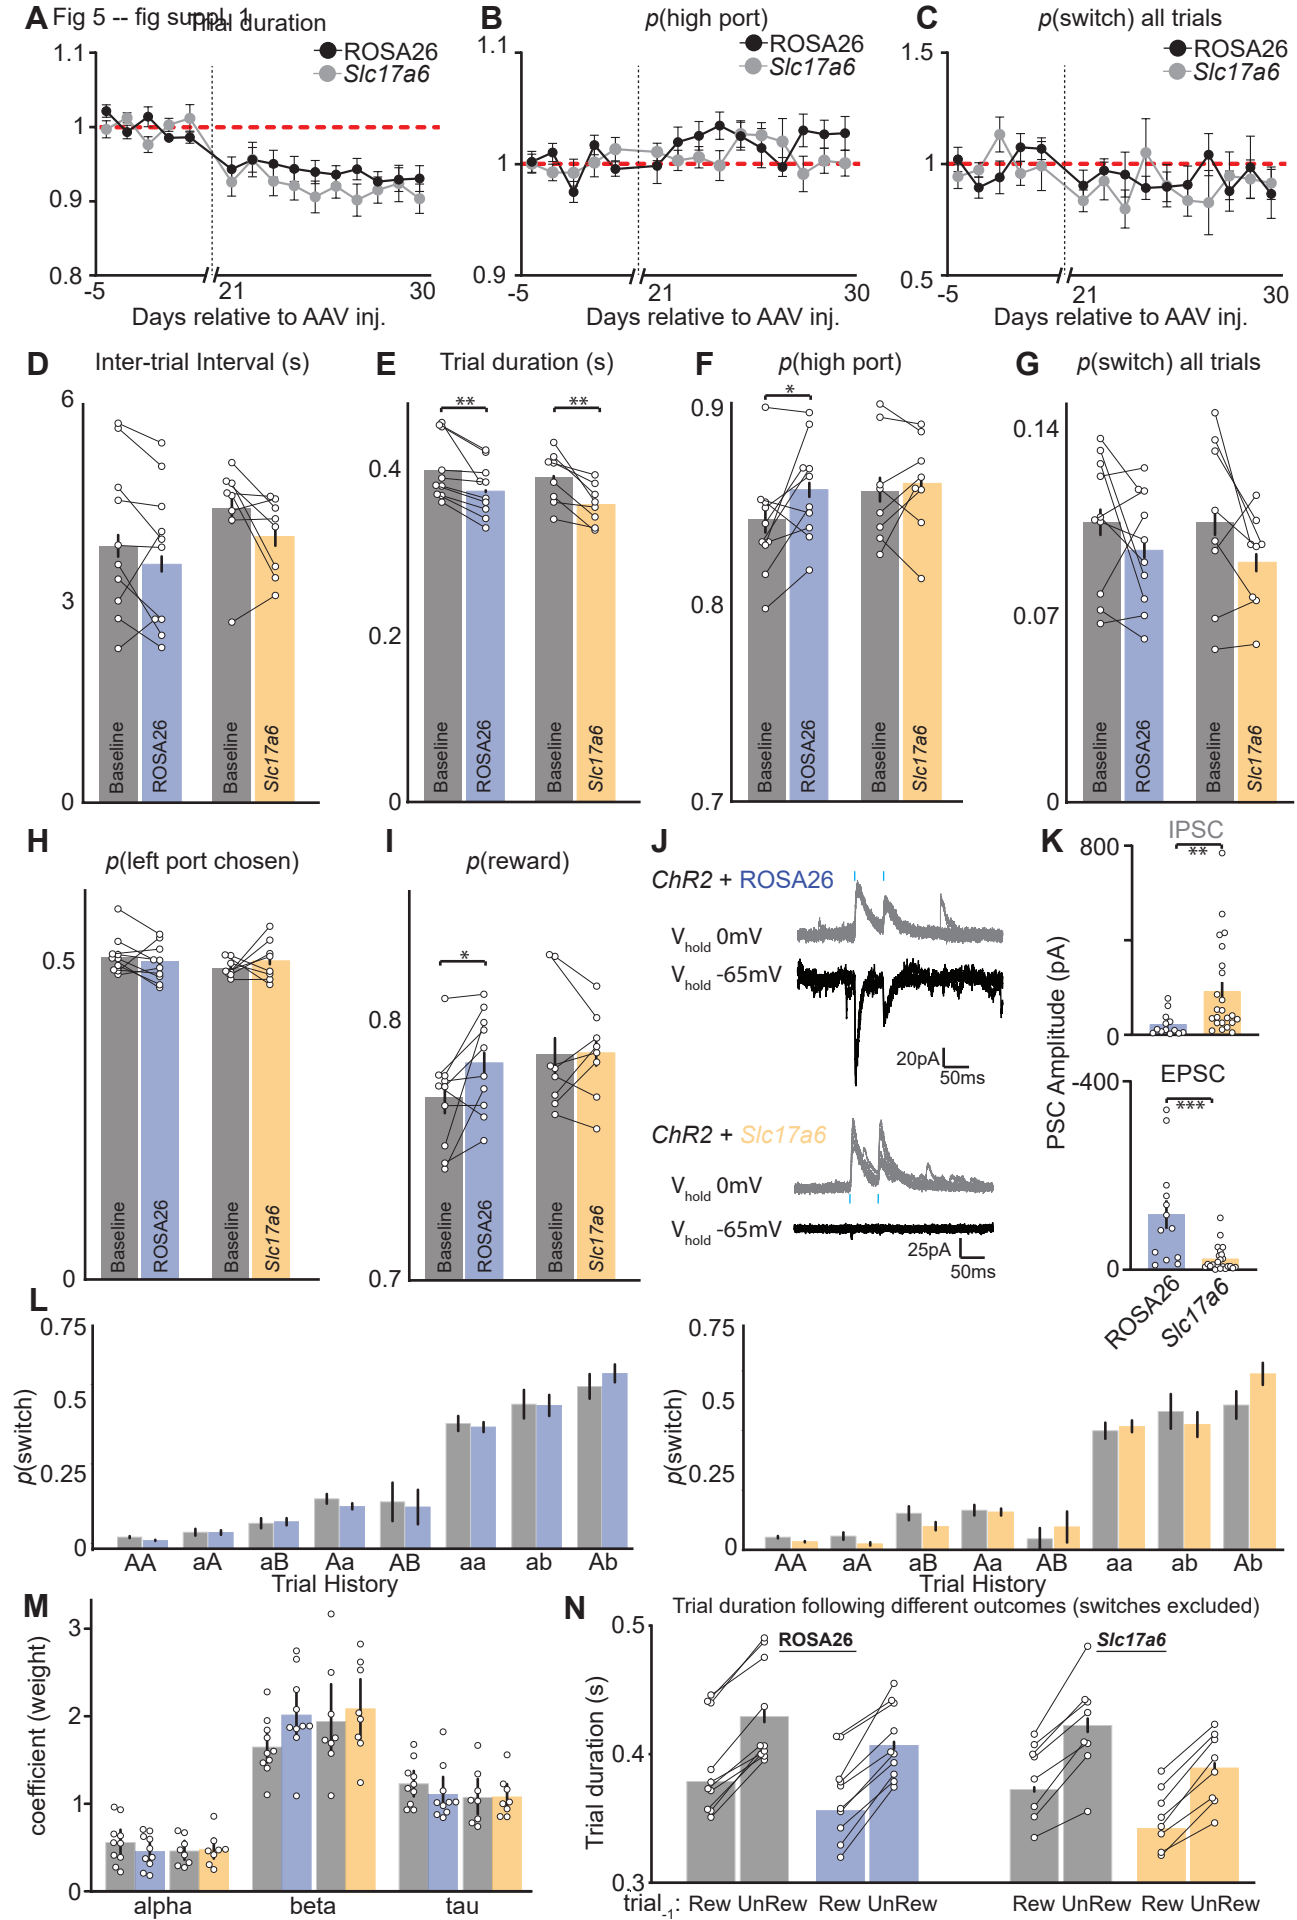 Fig 5 -- fig suppl. 1
A
Trial duration
ROSA26
Slc17a6
1.1
1
0.9
0.8
-5
21
30
Days relative to AAV inj.
B
p(high port)
ROSA26
Slc17a6
1.1
1
0.9
-5
21
30
Days relative to AAV inj.
C
p(switch) all trials
ROSA26
Slc17a6
1.5
1
0.5
-5
21
30
Days relative to AAV inj.
D
Inter-trial Interval (s)
6
3
0
Baseline
ROSA26
Baseline
Slc17a6
E
Trial duration (s)
**
**
0.4
0.2
0
Baseline
ROSA26
Baseline
Slc17a6
F
p(high port)
*
0.9
0.8
0.7
Baseline
ROSA26
Baseline
Slc17a6
G
p(switch) all trials
0.14
0.07
0
Baseline
ROSA26
Baseline
Slc17a6
H
p(left port chosen)
0.5
0
Baseline
ROSA26
Baseline
Slc17a6
I
p(reward)
*
0.8
0.7
Baseline
ROSA26
Baseline
Slc17a6
J
ChR2 + ROSA26
Vhold 0mV
Vhold -65mV
20pA
50ms
ChR2 + Slc17a6
Vhold 0mV
Vhold -65mV
25pA
50ms
K
IPSC
**
800
0
PSC Amplitude (pA)
EPSC
***
-400
0
ROSA26
Slc17a6
L
0.75
0.5
0.25
0
p(switch)
AA aA aB Aa AB aa ab Ab
Trial History
0.75
0.5
0.25
0
p(switch)
AA aA aB Aa AB aa ab Ab
Trial History
M
3
2
1
0
coefficient (weight)
alpha beta tau
N
Trial duration following different outcomes (switches excluded)
ROSA26
Slc17a6
0.5
0.4
0.3
Trial duration (s)
trial-1: Rew UnRew Rew UnRew Rew UnRew Rew UnRew